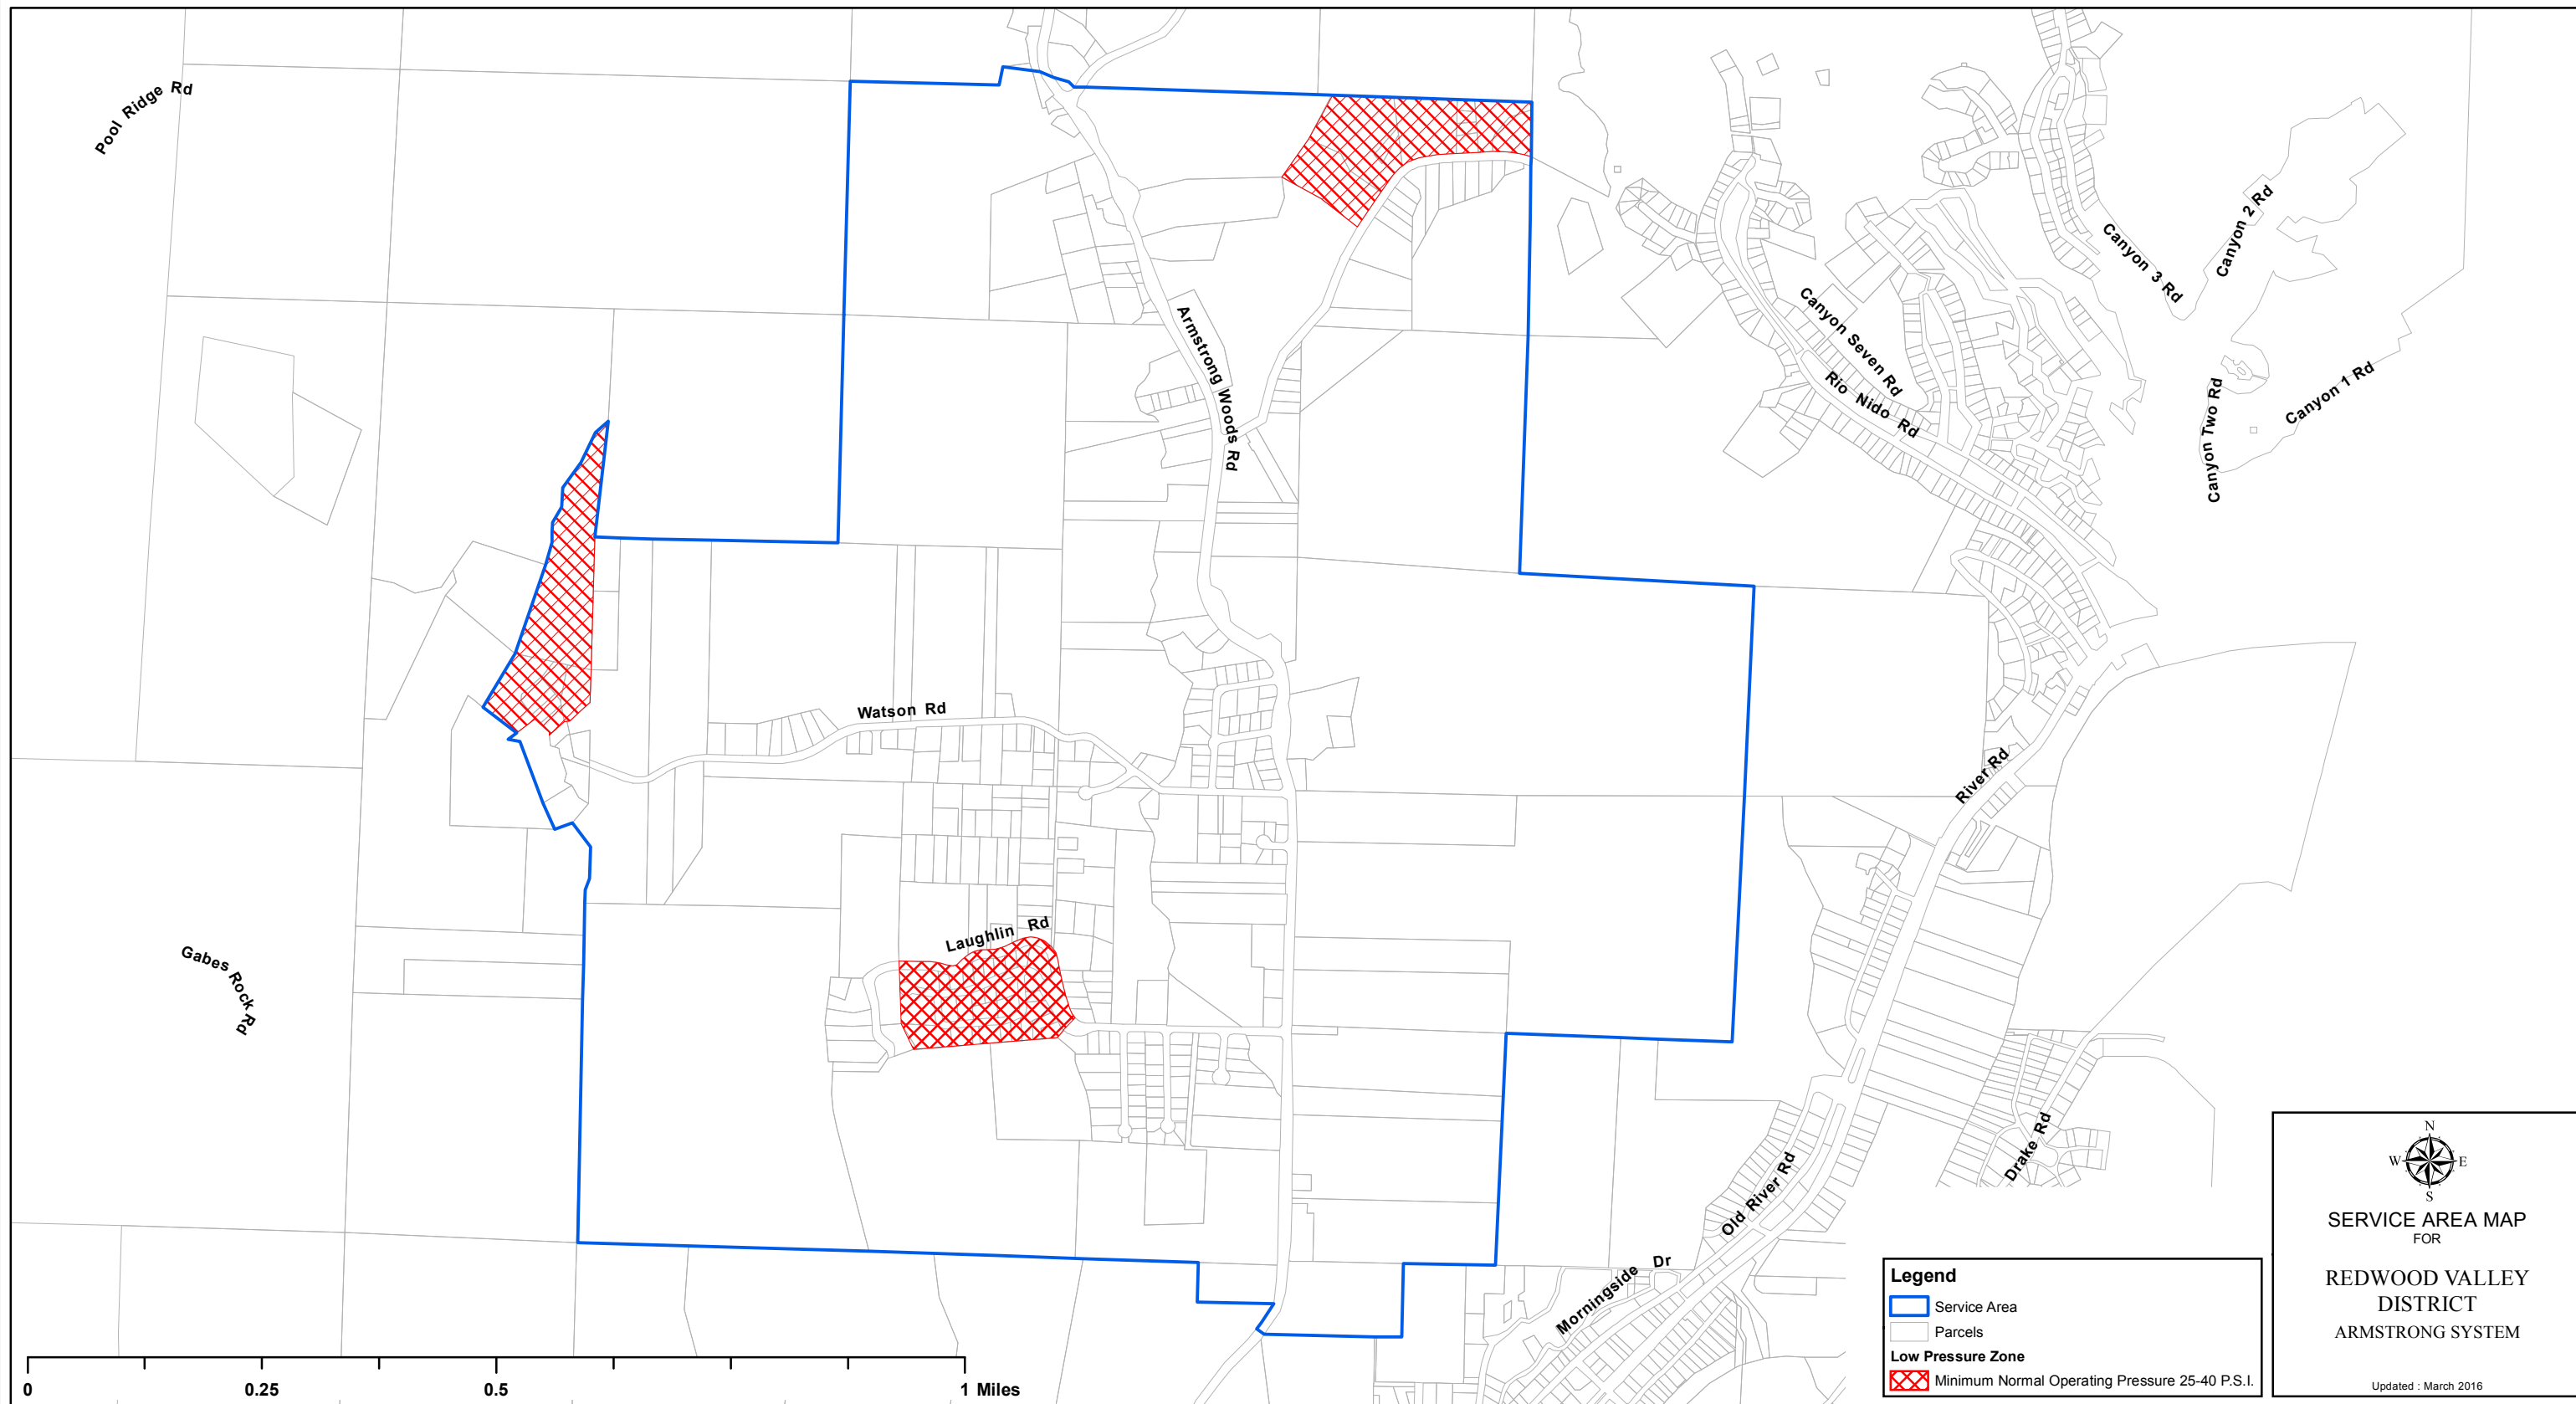 Pool Ridge Rd
Canyon 2 Rd
Canyon 3 Rd
Canyon Seven Rd
Armstrong Woods Rd
Rio Nido Rd
Canyon 1 Rd
Canyon Two Rd
Watson Rd
River Rd
Laughlin Rd
Gabes Rock Rd
Drake Rd
Old River Rd
Morningside Dr
0
0.25
0.5
1 Miles
Legend
Service Area
Parcels
Low Pressure Zone
Minimum Normal Operating Pressure 25-40 P.S.I.
N
W
E
S
SERVICE AREA MAP
FOR
REDWOOD VALLEY
DISTRICT
ARMSTRONG SYSTEM
Updated : March 2016